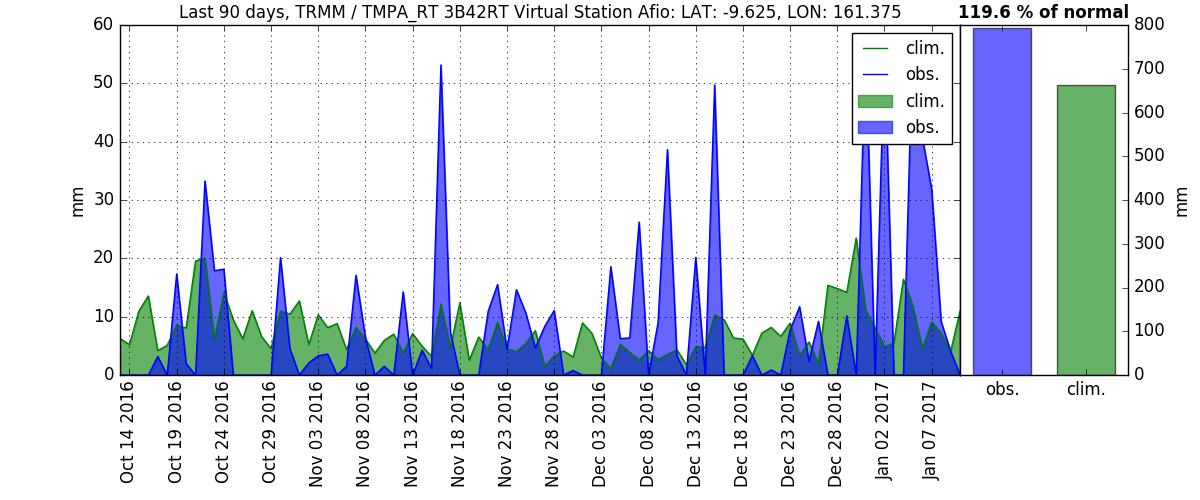 Last 90 days, TRMM / TMPA_RT 3B42RT Virtual Station Afio: LAT: -9.625, LON: 161.375
119.6 % of normal
60
50
40
30
20
10
0
mm
clim.
obs.
clim.
obs.
800
700
600
500
400
300
200
100
0
mm
obs.
clim.
Oct 14 2016
Oct 19 2016
Oct 24 2016
Oct 29 2016
Nov 03 2016
Nov 08 2016
Nov 13 2016
Nov 18 2016
Nov 23 2016
Nov 28 2016
Dec 03 2016
Dec 08 2016
Dec 13 2016
Dec 18 2016
Dec 23 2016
Dec 28 2016
Jan 02 2017
Jan 07 2017